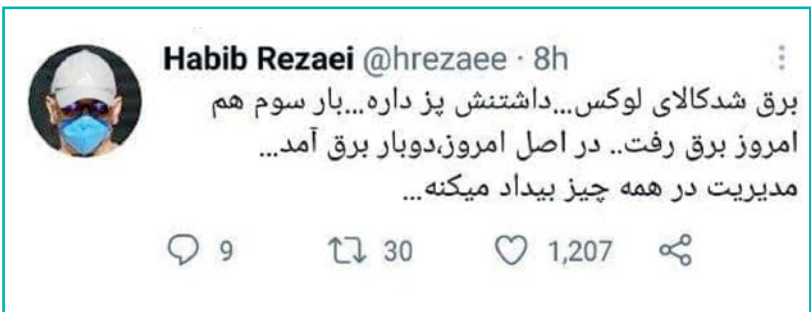 Habib Rezaei @hrezaee · 8h
برق شدکالای لوکس...داشتنش پز داره...بار سوم هم
امروز برق رفت.. در اصل امروز،دوبار برق آمد...
مدیریت در همه چیز بیداد میکنه...
9 30 1,207